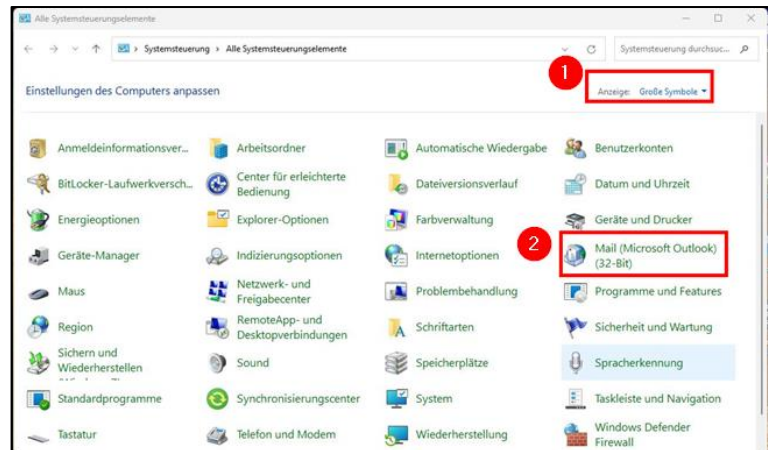 Alle Systemsteuerungselemente
Systemsteuerung › Alle Systemsteuerungselemente
Systemsteuerung durchsuc...
1
Einstellungen des Computers anpassen
Anzeige: Große Symbole
Anmeldeinformationsver...
Arbeitsordner
Automatische Wiedergabe
Benutzerkonten
BitLocker-Laufwerkversch...
Center für erleichterte
Bedienung
Dateiversionsverlauf
Datum und Uhrzeit
Energieoptionen
Explorer-Optionen
Farbverwaltung
Geräte und Drucker
Geräte-Manager
Indizierungsoptionen
Internetoptionen
2
Mail (Microsoft Outlook)
(32-Bit)
Maus
Netzwerk- und
Freigabecenter
Problembehandlung
Programme und Features
Region
RemoteApp- und
Desktopverbindungen
Schriftarten
Sicherheit und Wartung
Sichern und
Wiederherstellen
Sound
Speicherplätze
Spracherkennung
Standardprogramme
Synchronisierungscenter
System
Taskleiste und Navigation
Tastatur
Telefon und Modem
Wiederherstellung
Windows Defender
Firewall